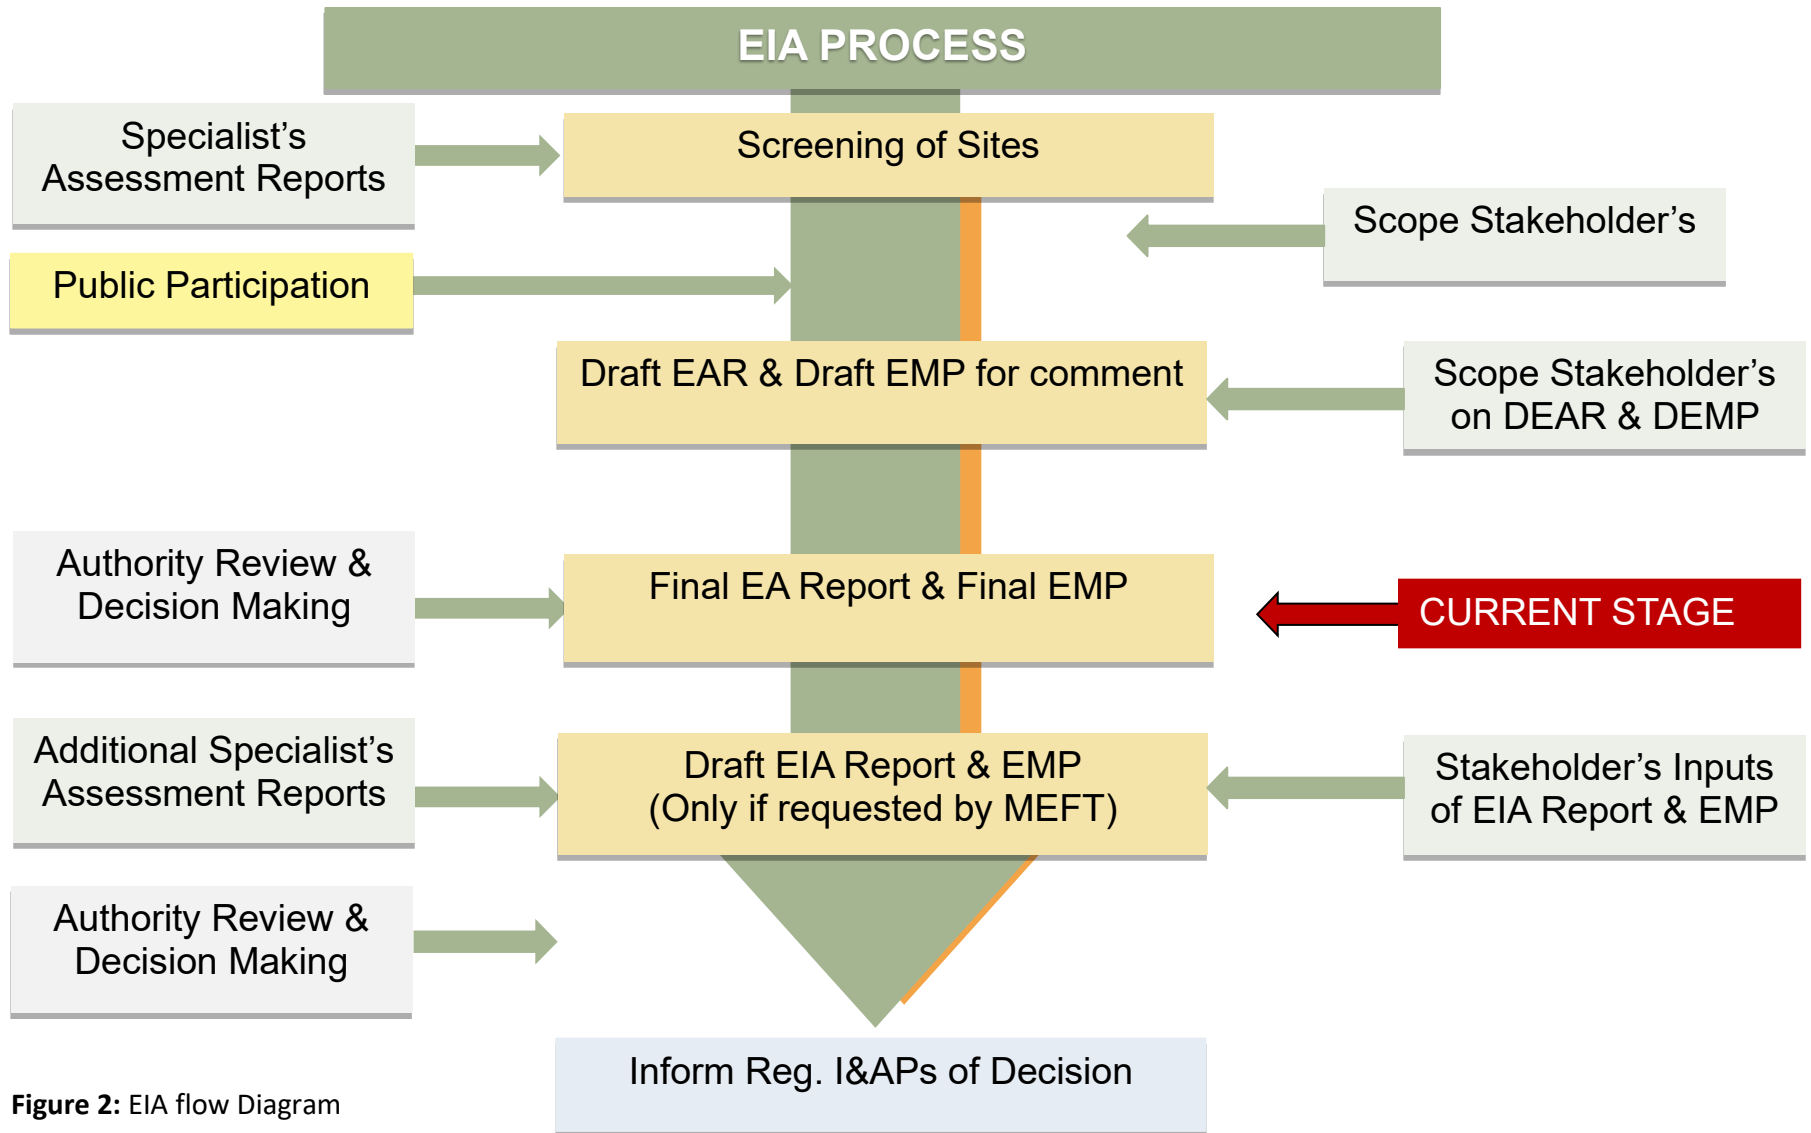 EIA PROCESS
Specialist’s
Assessment Reports
Screening of Sites
Scope Stakeholder’s
Public Participation
Draft EAR & Draft EMP for comment
Scope Stakeholder’s
on DEAR & DEMP
Authority Review &
Decision Making
Final EA Report & Final EMP
CURRENT STAGE
Additional Specialist’s
Assessment Reports
Draft EIA Report & EMP
(Only if requested by MEFT)
Stakeholder’s Inputs
of EIA Report & EMP
Authority Review &
Decision Making
Inform Reg. I&APs of Decision
Figure 2: EIA flow Diagram